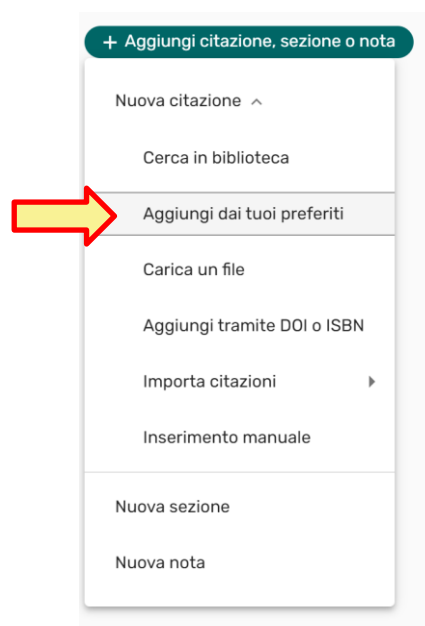 + Aggiungi citazione, sezione o nota
Nuova citazione
Cerca in biblioteca
Aggiungi dai tuoi preferiti
Carica un file
Aggiungi tramite DOI o ISBN
Importa citazioni
Inserimento manuale
Nuova sezione
Nuova nota